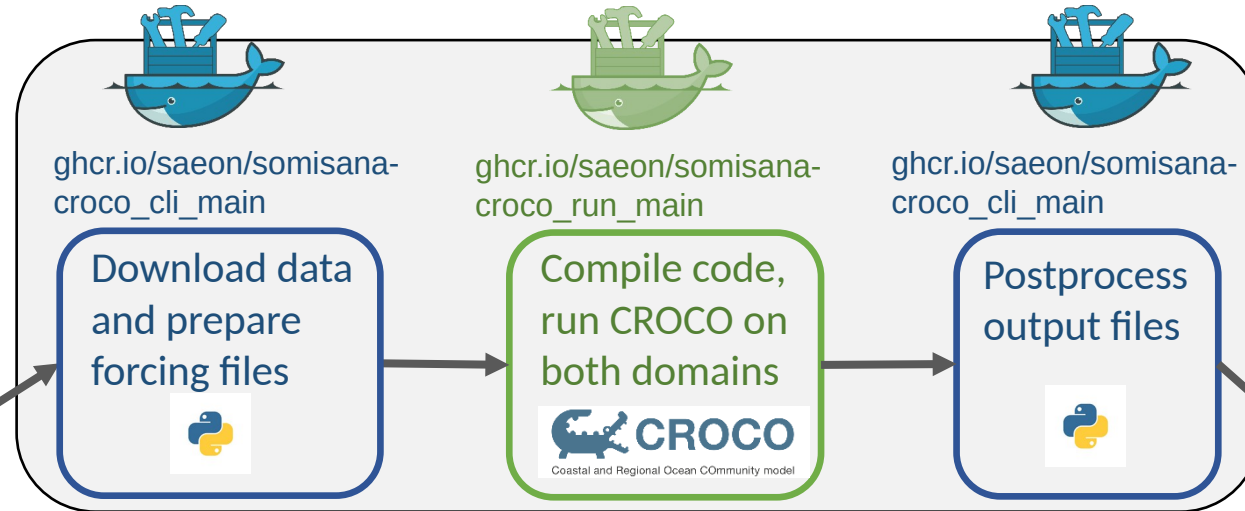 ghcr.io/saeon/somisana-
croco_cli_main
ghcr.io/saeon/somisana-
croco_run_main
ghcr.io/saeon/somisana-
croco_cli_main
Download data
and prepare
forcing files
Compile code,
run CROCO on
both domains
CROCO
Coastal and Regional Ocean COmmunity model
Postprocess
output files